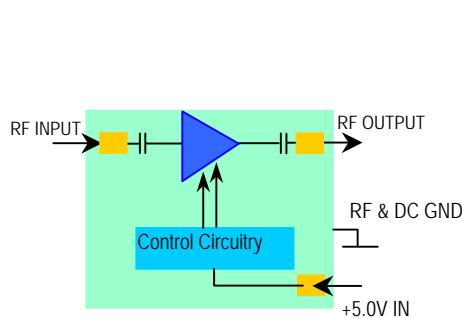 RF INPUT
RF OUTPUT
RF & DC GND
Control Circuitry
+5.0V IN